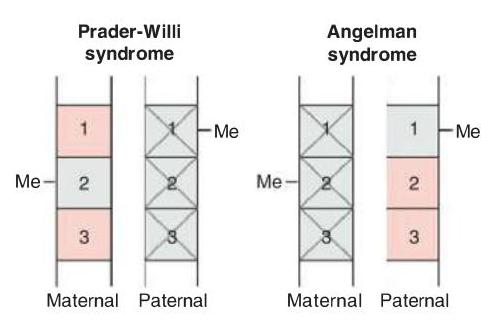 Prader-Willi
syndrome
Angelman
syndrome
1
1
Me
Me
2
2
3
3
Maternal
Paternal
1
1
Me
Me
2
2
3
3
Maternal
Paternal